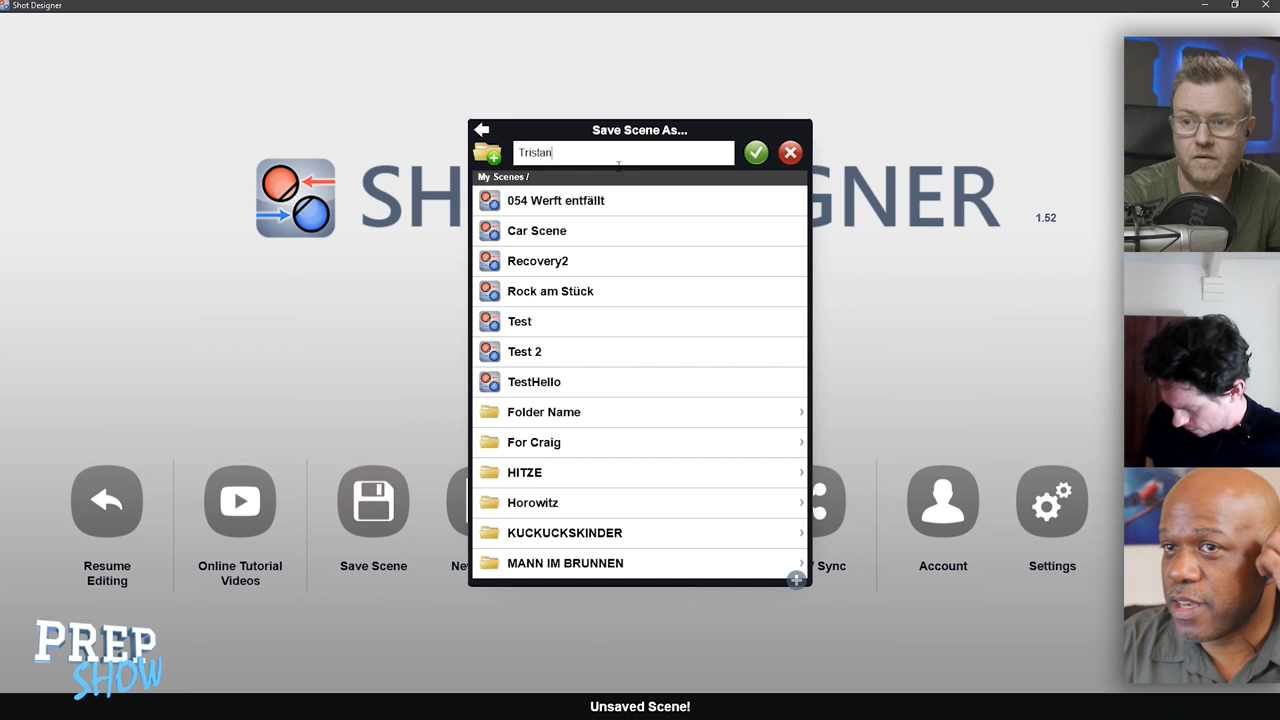 Shot Designer
SH
GNER
1.52
Save Scene As...
Tristan
My Scenes /
054 Werft entfällt
Car Scene
Recovery2
Rock am Stück
Test
Test 2
TestHello
Folder Name
For Craig
HITZE
Horowitz
KUCKUCKSKINDER
MANN IM BRUNNEN
Resume
Editing
Online Tutorial
Videos
Save Scene
Ne
/ Sync
Account
Settings
PREP
SHOW
Unsaved Scene!